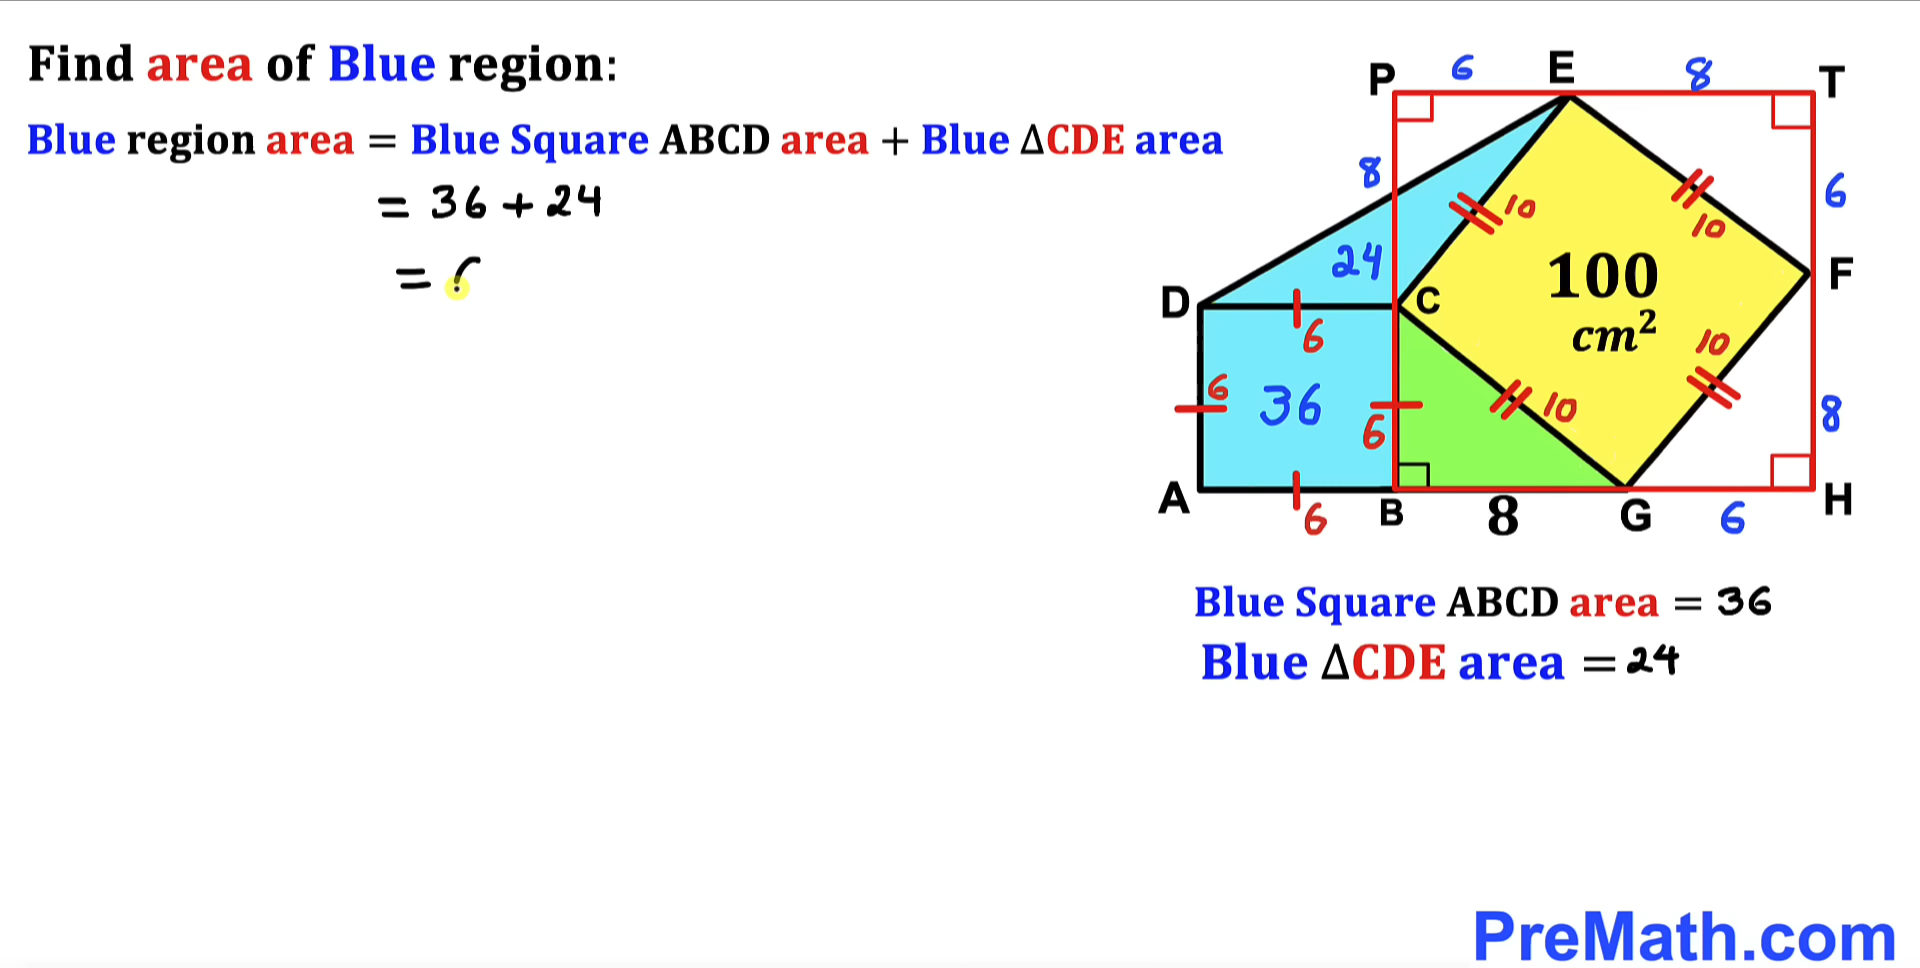 Find area of Blue region:
Blue region area = Blue Square ABCD area + Blue ΔCDE area
= 36 + 24
= 6
P 6 E 8 T
8 10 10 6
24 100 F
D C cm²
6 10
6 36 6 10 8
A 6 B 8 G 6 H
Blue Square ABCD area = 36
Blue ΔCDE area = 24
PreMath.com